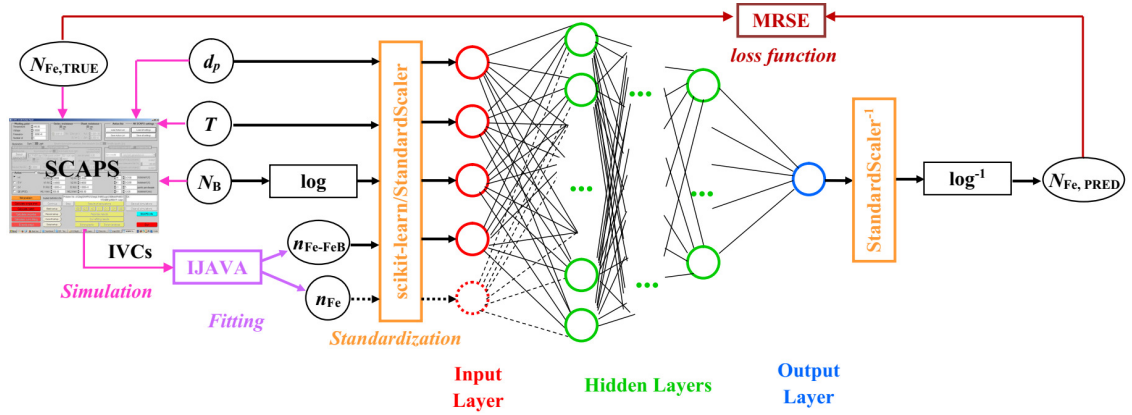 MRSE
loss function
N_Fe,TRUE
d_p
T
N_B
log
SCAPS
n_Fe-FeB
n_Fe
IVCs
IJAVA
Simulation
Fitting
scikit-learn/StandardScaler
Standardization
...
...
...
...
StandardScaler⁻¹
log⁻¹
N_Fe, PRED
Input
Layer
Hidden Layers
Output
Layer